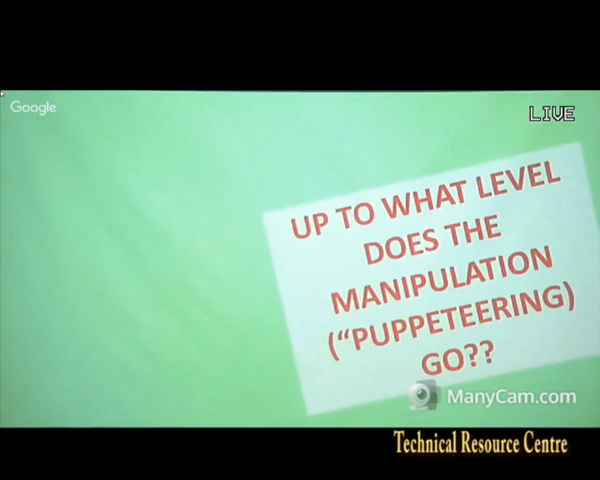 Google
LIVE
UP TO WHAT LEVEL
DOES THE
MANIPULATION
("PUPPETEERING)
GO??
ManyCam.com
Technical Resource Centre